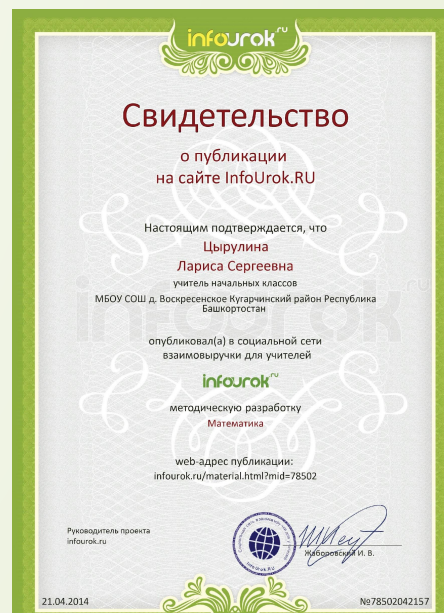 infourok.ru
Свидетельство
о публикации
на сайте InfoUrok.RU
Настоящим подтверждается, что
Цырулина
Лариса Сергеевна
учитель начальных классов
МБОУ СОШ д. Воскресенское Кугарчинский район Республика
Башкортостан
опубликовал(а) в социальной сети
взаимовыручки для учителей
infourok.ru
методическую разработку
Математика
web-адрес публикации:
infourok.ru/material.html?mid=78502
Руководитель проекта
infourok.ru
Жаборовский И. В.
21.04.2014
№78502042157